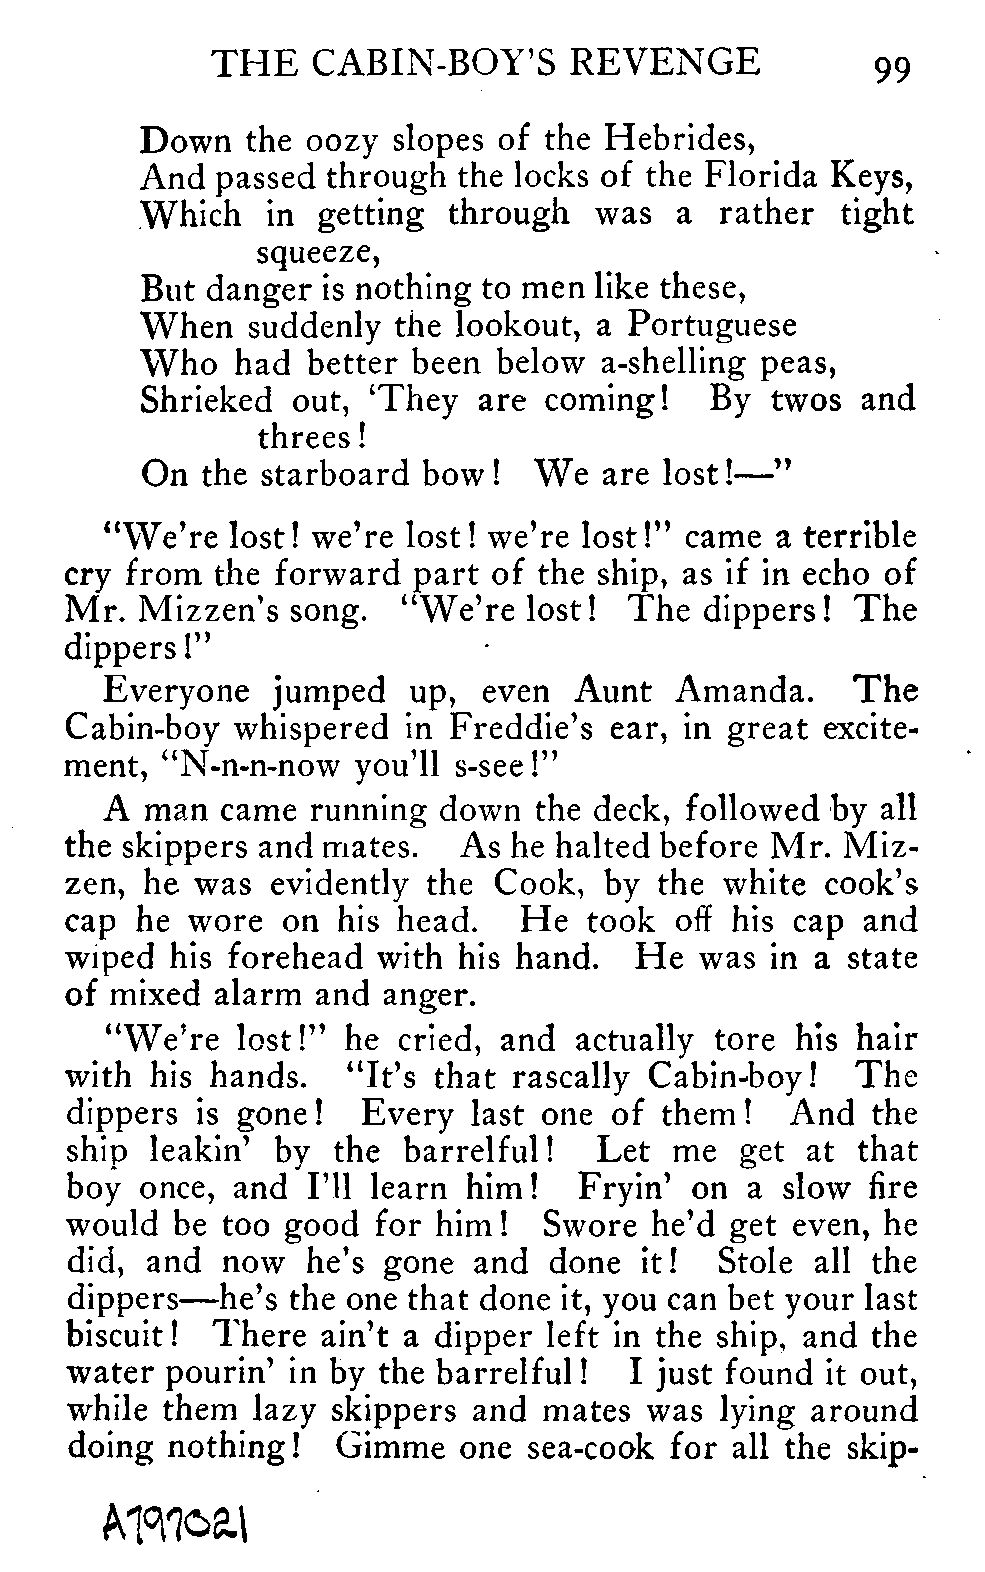 THE CABIN-BOY'S REVENGE 99
Down the oozy slopes of the Hebrides,
And passed through the locks of the Florida Keys,
Which in getting through was a rather tight
squeeze,
But danger is nothing to men like these,
When suddenly the lookout, a Portuguese
Who had better been below a-shelling peas,
Shrieked out, 'They are coming! By twos and
threes!
On the starboard bow! We are lost!—"
"We're lost! we're lost! we're lost!" came a terrible
cry from the forward part of the ship, as if in echo of
Mr. Mizzen's song. "We're lost! The dippers! The
dippers!"
Everyone jumped up, even Aunt Amanda. The
Cabin-boy whispered in Freddie's ear, in great excite-
ment, "N-n-n-now you'll s-see!"
A man came running down the deck, followed by all
the skippers and mates. As he halted before Mr. Miz-
zen, he was evidently the Cook, by the white cook's
cap he wore on his head. He took off his cap and
wiped his forehead with his hand. He was in a state
of mixed alarm and anger.
"We're lost!" he cried, and actually tore his hair
with his hands. "It's that rascally Cabin-boy! The
dippers is gone! Every last one of them! And the
ship leakin' by the barrelful! Let me get at that
boy once, and I'll learn him! Fryin' on a slow fire
would be too good for him! Swore he'd get even, he
did, and now he's gone and done it! Stole all the
dippers—he's the one that done it, you can bet your last
biscuit! There ain't a dipper left in the ship, and the
water pourin' in by the barrelful! I just found it out,
while them lazy skippers and mates was lying around
doing nothing! Gimme one sea-cook for all the skip-
A797021